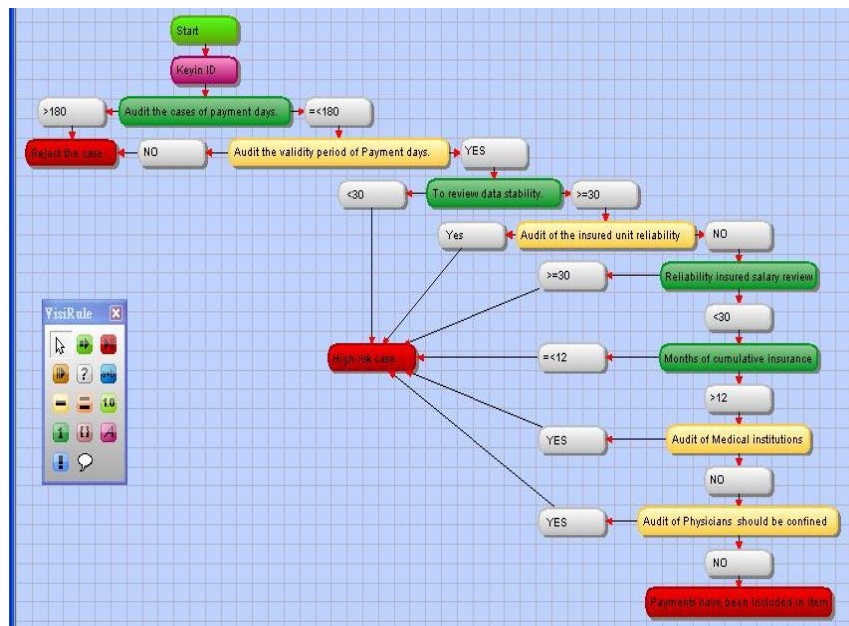 Start
Keyin ID
>180
Audit the cases of payment days.
=<180
Reject the case.
NO
Audit the validity period of Payment days.
YES
<30
To review data stability.
>=30
Yes
Audit of the insured unit reliability
NO
>=30
Reliability insured salary review
VisiRule
<30
High-risk case.
=<12
Months of cumulative insurance
>12
YES
Audit of Medical institutions
NO
YES
Audit of Physicians should be confined
NO
Payments have been included in item